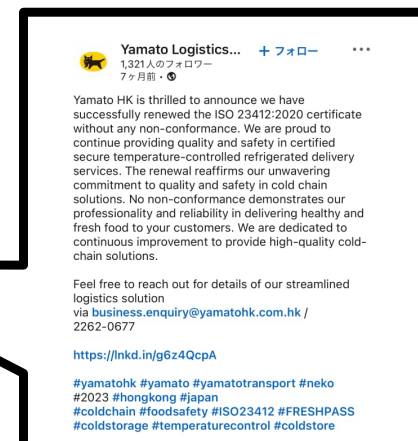 Yamato Logistics... + フォロー
1,321人のフォロワー
7ヶ月前 •
Yamato HK is thrilled to announce we have
successfully renewed the ISO 23412:2020 certificate
without any non-conformance. We are proud to
continue providing quality and safety in certified
secure temperature-controlled refrigerated delivery
services. The renewal reaffirms our unwavering
commitment to quality and safety in cold chain
solutions. No non-conformance demonstrates our
professionality and reliability in delivering healthy and
fresh food to your customers. We are dedicated to
continuous improvement to provide high-quality cold-
chain solutions.
Feel free to reach out for details of our streamlined
logistics solution
via business.enquiry@yamatohk.com.hk /
2262-0677
https://lnkd.in/g6z4QcpA
#yamatohk #yamato #yamatotransport #neko
#2023 #hongkong #japan
#coldchain #foodsafety #ISO23412 #FRESHPASS
#coldstorage #temperaturecontrol #coldstore